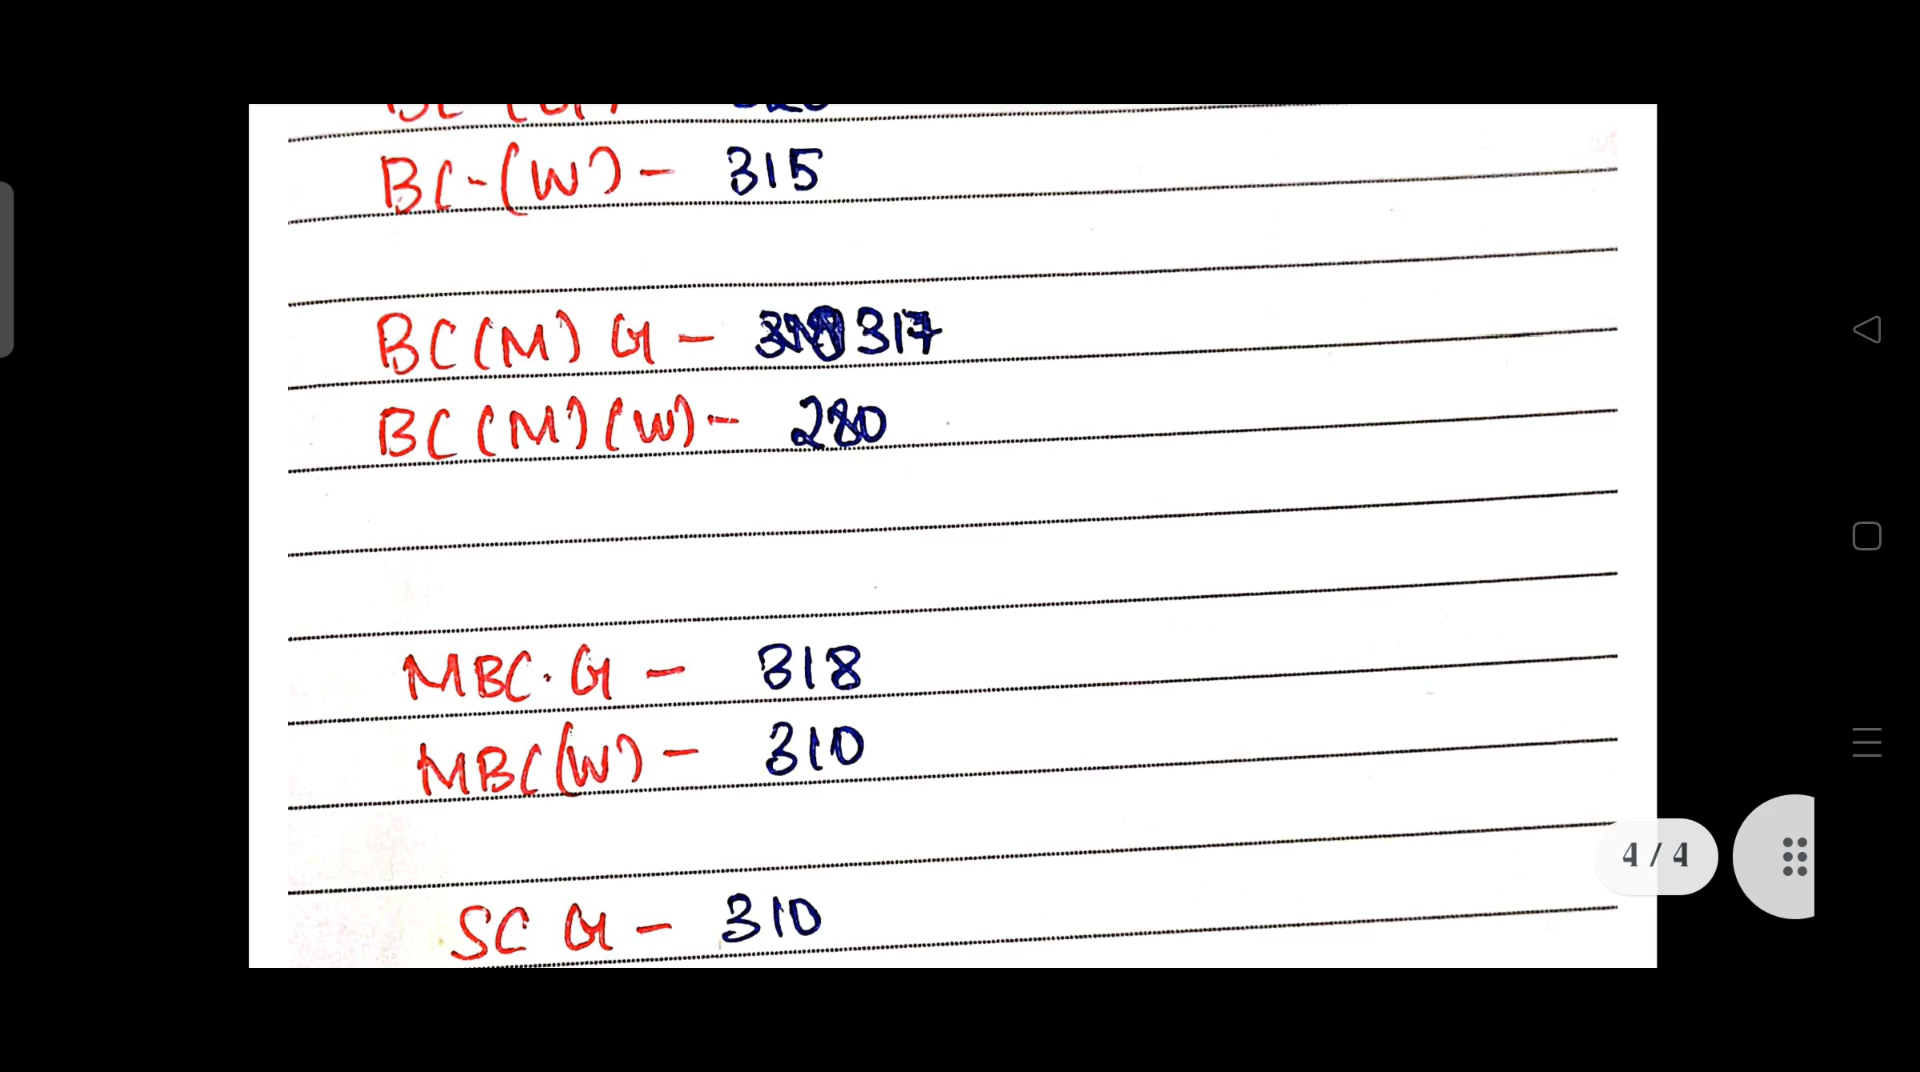 BC-(W) - 315
BC(M) G - 317
BC(M)(W) - 280
MBC. G - 318
MBC(W) - 310
SC G - 310
4 / 4